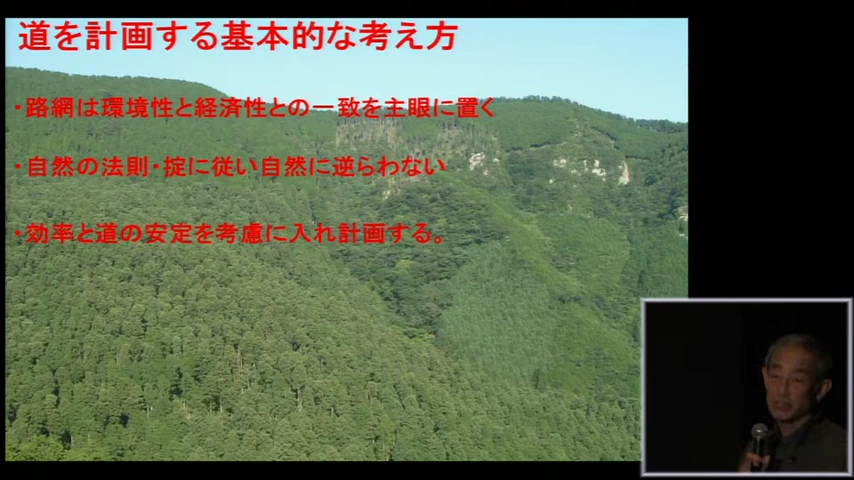 道を計画する基本的な考え方
・路網は環境性と経済性との一致を主眼に置く
・自然の法則・掟に従い自然に逆らわない
・効率と道の安定を考慮に入れ計画する。